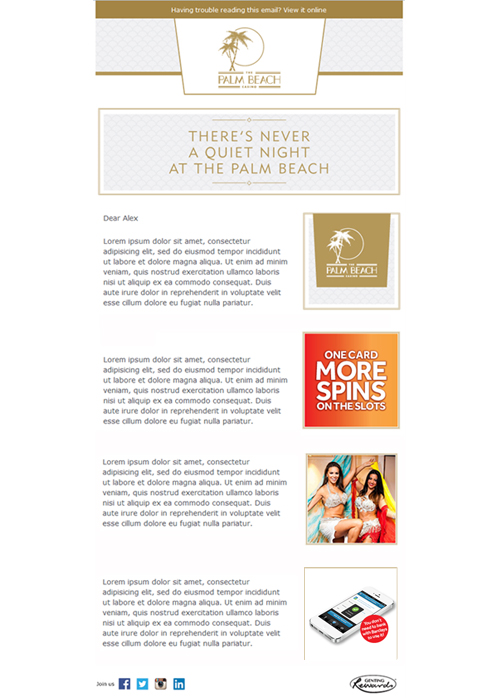 Having trouble reading this email? View it online
THE
PALM BEACH
CASINO
THERE'S NEVER
A QUIET NIGHT
AT THE PALM BEACH
Dear Alex
Lorem ipsum dolor sit amet, consectetur
adipisicing elit, sed do eiusmod tempor incididunt
ut labore et dolore magna aliqua. Ut enim ad minim
veniam, quis nostrud exercitation ullamco laboris
nisi ut aliquip ex ea commodo consequat. Duis
aute irure dolor in reprehenderit in voluptate velit
esse cillum dolore eu fugiat nulla pariatur.
THE
PALM BEACH
CASINO
Lorem ipsum dolor sit amet, consectetur
adipisicing elit, sed do eiusmod tempor incididunt
ut labore et dolore magna aliqua. Ut enim ad minim
veniam, quis nostrud exercitation ullamco laboris
nisi ut aliquip ex ea commodo consequat. Duis
aute irure dolor in reprehenderit in voluptate velit
esse cillum dolore eu fugiat nulla pariatur.
ONE CARD
MORE
SPINS
ON THE SLOTS
Lorem ipsum dolor sit amet, consectetur
adipisicing elit, sed do eiusmod tempor incididunt
ut labore et dolore magna aliqua. Ut enim ad minim
veniam, quis nostrud exercitation ullamco laboris
nisi ut aliquip ex ea commodo consequat. Duis
aute irure dolor in reprehenderit in voluptate velit
esse cillum dolore eu fugiat nulla pariatur.
Lorem ipsum dolor sit amet, consectetur
adipisicing elit, sed do eiusmod tempor incididunt
ut labore et dolore magna aliqua. Ut enim ad minim
veniam, quis nostrud exercitation ullamco laboris
nisi ut aliquip ex ea commodo consequat. Duis
aute irure dolor in reprehenderit in voluptate velit
esse cillum dolore eu fugiat nulla pariatur.
You don't
need to bank
with Barclays
to use it!
Join us
GENTING
Rewards